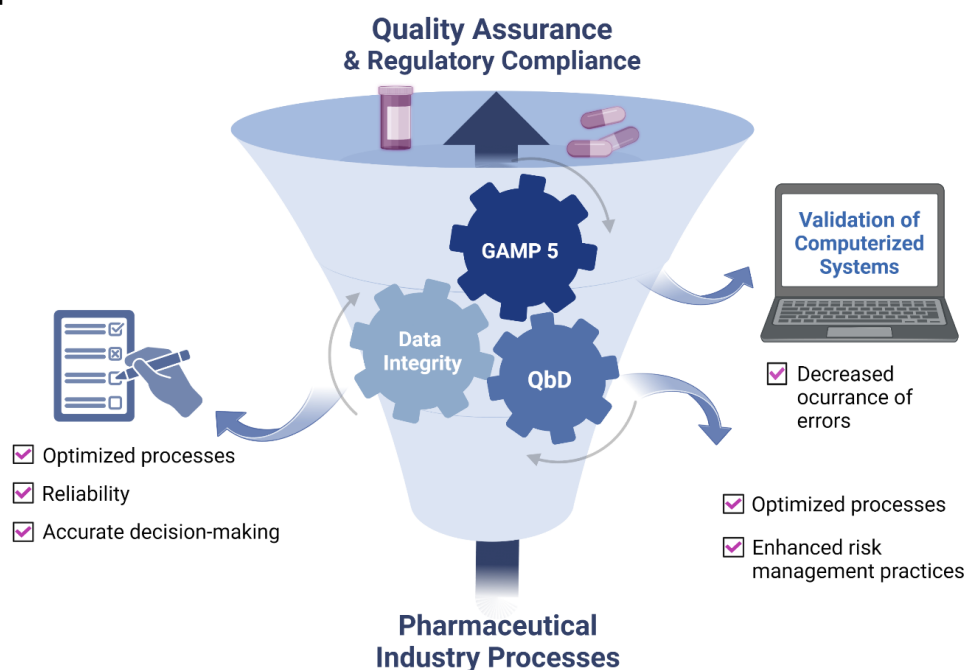 Quality Assurance
& Regulatory Compliance
GAMP 5
Data
Integrity
QbD
Validation of
Computerized
Systems
Decreased
ocurrance of
errors
Optimized processes
Reliability
Accurate decision-making
Optimized processes
Enhanced risk
management practices
Pharmaceutical
Industry Processes